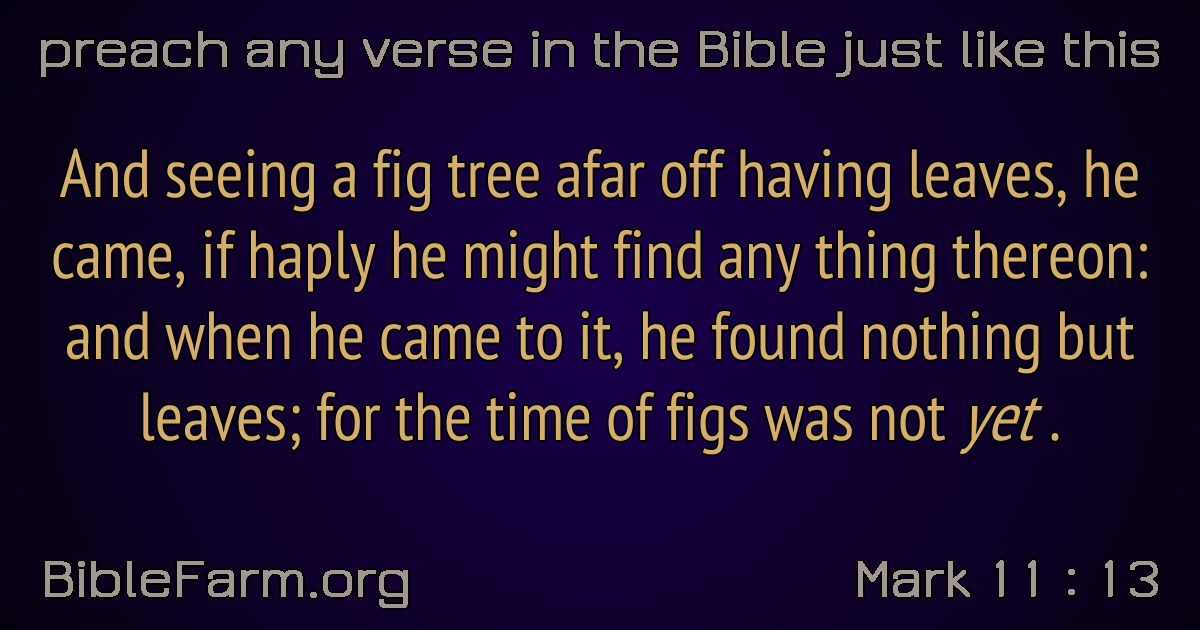 preach any verse in the Bible just like this
And seeing a fig tree afar off having leaves, he
came, if haply he might find any thing thereon:
and when he came to it, he found nothing but
leaves; for the time of figs was not yet .
BibleFarm.org
Mark 11 : 13